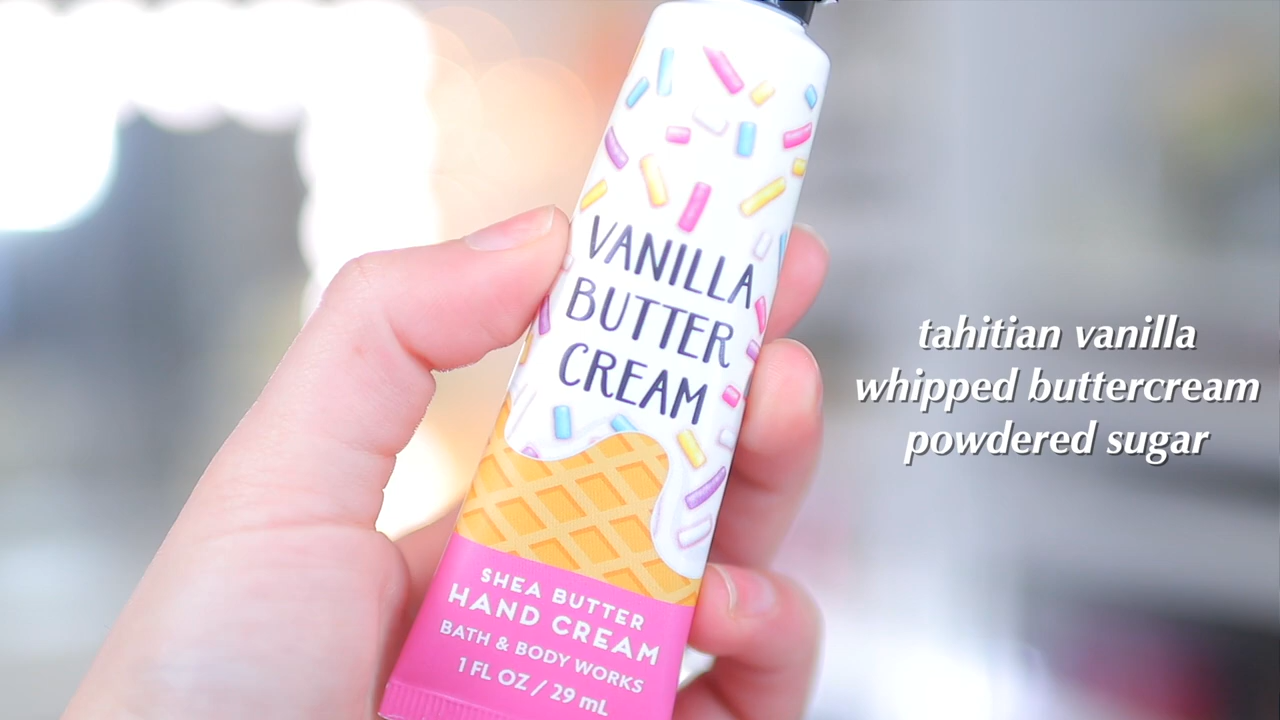 VANILLA
BUTTER
CREAM
SHEA BUTTER
HAND CREAM
BATH & BODY WORKS
1 FL OZ / 29 mL
tahitian vanilla
whipped buttercream
powdered sugar